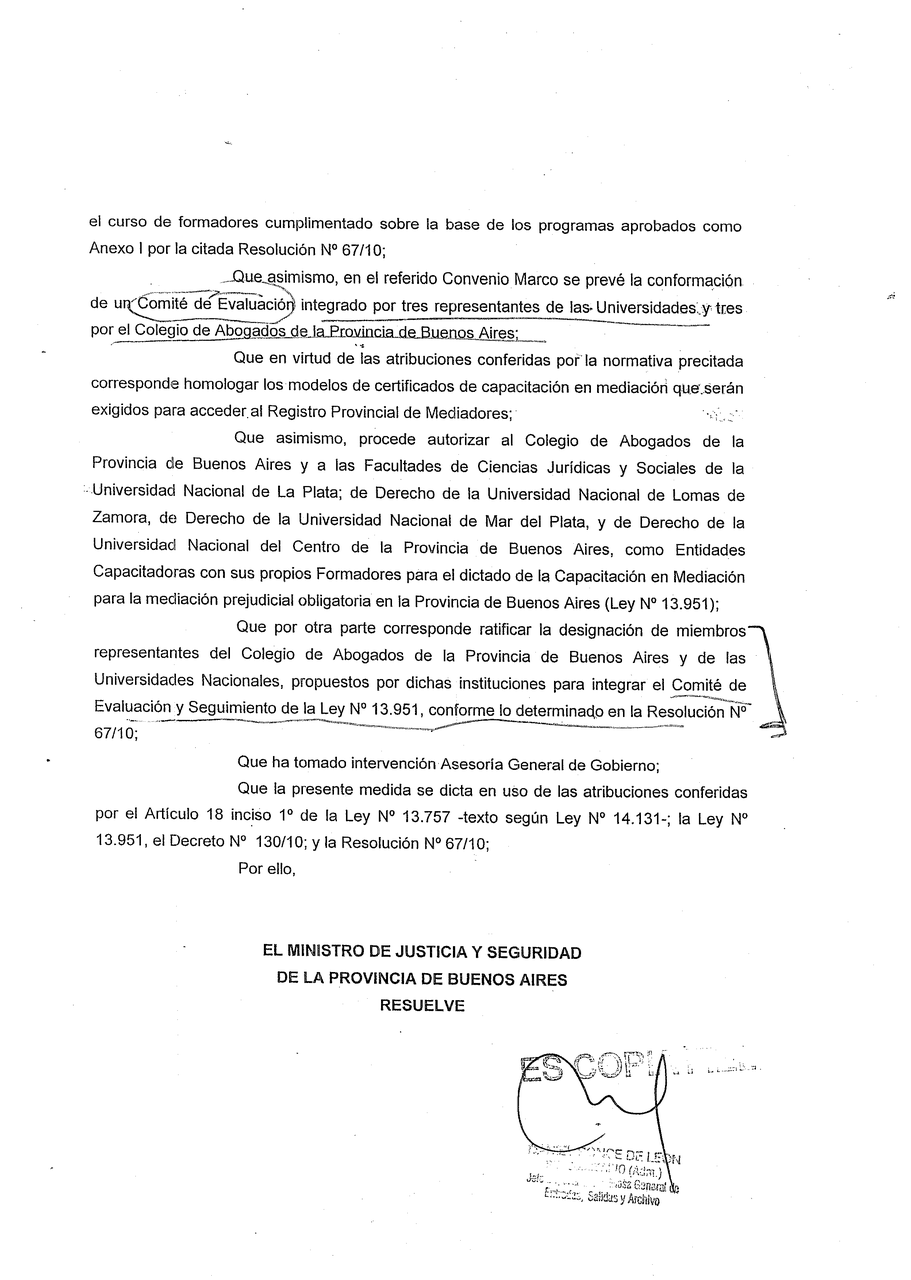 el curso de formadores cumplimentado sobre la base de los programas aprobados como
Anexo I por la citada Resolución Nº 67/10;
Que asimismo, en el referido Convenio Marco se prevé la conformación
de un Comité de Evaluación integrado por tres representantes de las Universidades y tres
por el Colegio de Abogados de la Provincia de Buenos Aires;
Que en virtud de las atribuciones conferidas por la normativa precitada
corresponde homologar los modelos de certificados de capacitación en mediación que serán
exigidos para acceder al Registro Provincial de Mediadores;
Que asimismo, procede autorizar al Colegio de Abogados de la
Provincia de Buenos Aires y a las Facultades de Ciencias Jurídicas y Sociales de la
Universidad Nacional de La Plata; de Derecho de la Universidad Nacional de Lomas de
Zamora, de Derecho de la Universidad Nacional de Mar del Plata, y de Derecho de la
Universidad Nacional del Centro de la Provincia de Buenos Aires, como Entidades
Capacitadoras con sus propios Formadores para el dictado de la Capacitación en Mediación
para la mediación prejudicial obligatoria en la Provincia de Buenos Aires (Ley Nº 13.951);
Que por otra parte corresponde ratificar la designación de miembros
representantes del Colegio de Abogados de la Provincia de Buenos Aires y de las
Universidades Nacionales, propuestos por dichas instituciones para integrar el Comité de
Evaluación y Seguimiento de la Ley Nº 13.951, conforme lo determinado en la Resolución Nº
67/10;
Que ha tomado intervención Asesoría General de Gobierno;
Que la presente medida se dicta en uso de las atribuciones conferidas
por el Artículo 18 inciso 1º de la Ley Nº 13.757 -texto según Ley Nº 14.131-; la Ley Nº
13.951, el Decreto Nº 130/10; y la Resolución Nº 67/10;
Por ello,
EL MINISTRO DE JUSTICIA Y SEGURIDAD
DE LA PROVINCIA DE BUENOS AIRES
RESUELVE
ES
DE LEON
(Adm.)
General de
Entradas, Salidas y Archivo